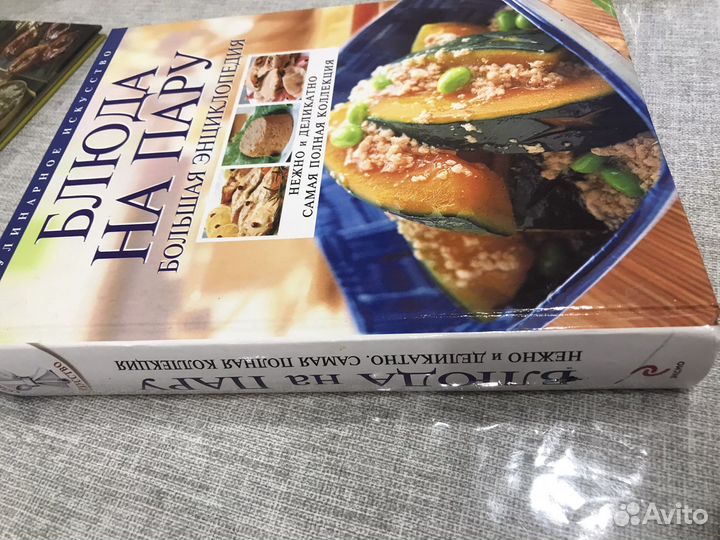 КУЛИНАРНОЕ ИСКУССТВО
БЛЮДА
НА ПАРУ
БОЛЬШАЯ ЭНЦИКЛОПЕДИЯ
НЕЖНО И ДЕЛИКАТНО
САМАЯ ПОЛНАЯ КОЛЛЕКЦИЯ
БЛЮДА на ПАРУ
НЕЖНО и ДЕЛИКАТНО. САМАЯ ПОЛНАЯ КОЛЛЕКЦИЯ
ЭКСМО
Avito